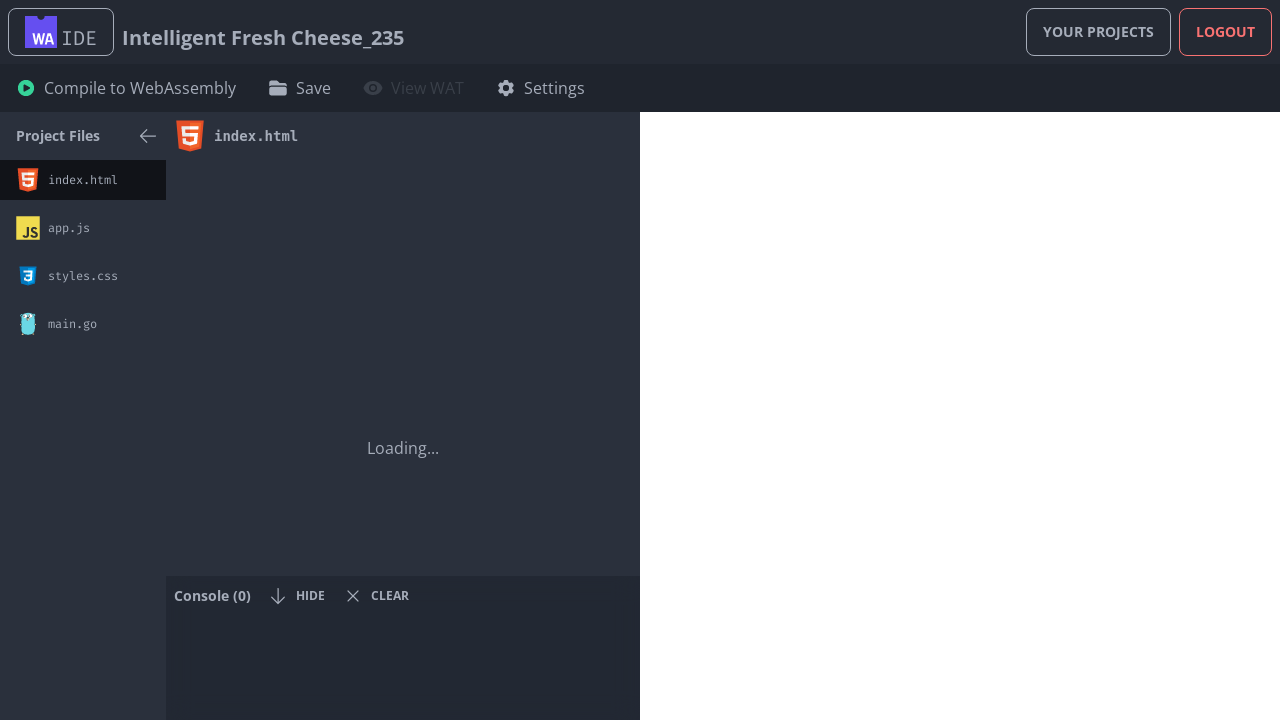 WA IDE
Intelligent Fresh Cheese_235
YOUR PROJECTS
LOGOUT
Compile to WebAssembly
Save
View WAT
Settings
Project Files
index.html
index.html
JS app.js
styles.css
main.go
Loading...
Console (0)
HIDE
CLEAR